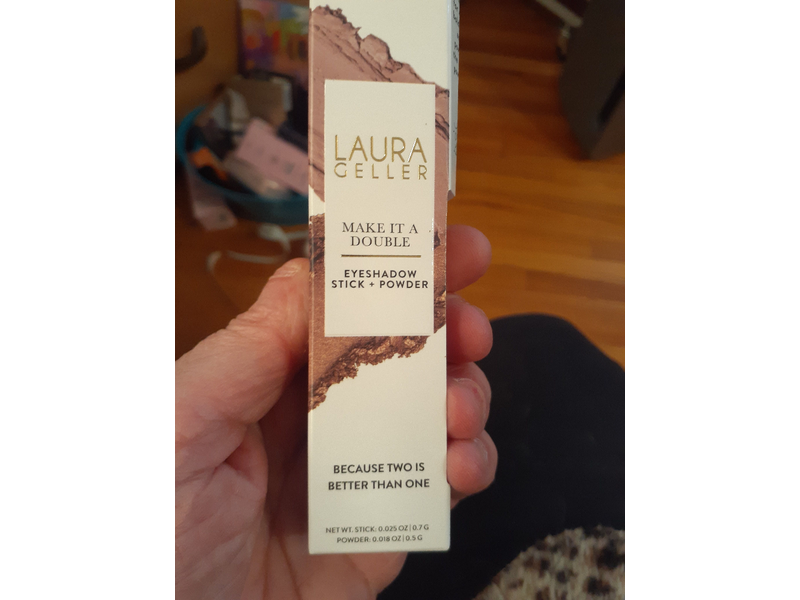 LAURA
GELLER
MAKE IT A
DOUBLE
EYESHADOW
STICK + POWDER
BECAUSE TWO IS
BETTER THAN ONE
NET WT. STICK: 0.025 OZ | 0.7 G
POWDER: 0.018 OZ | 0.5 G